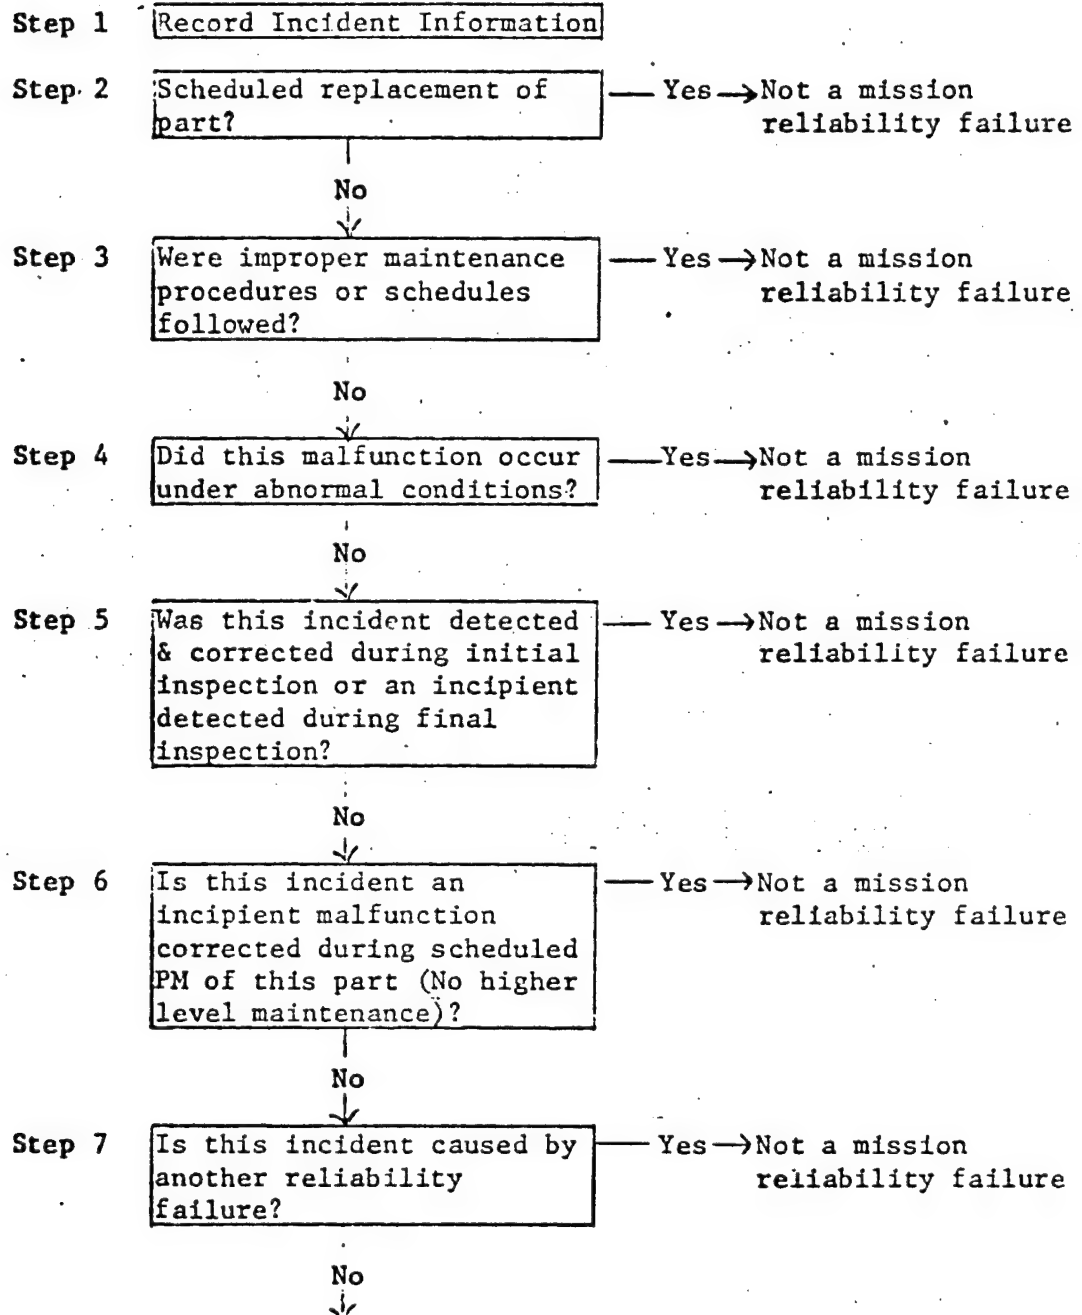 Step 1 Record Incident Information
Step 2 Scheduled replacement of — Yes → Not a mission
part? reliability failure
No
Step 3 Were improper maintenance — Yes → Not a mission
procedures or schedules reliability failure
followed?
No
Step 4 Did this malfunction occur — Yes → Not a mission
under abnormal conditions? reliability failure
No
Step 5 Was this incident detected — Yes → Not a mission
& corrected during initial reliability failure
inspection or an incipient
detected during final
inspection?
No
Step 6 Is this incident an — Yes → Not a mission
incipient malfunction reliability failure
corrected during scheduled
PM of this part (No higher
level maintenance)?
No
Step 7 Is this incident caused by — Yes → Not a mission
another reliability reliability failure
failure?
No